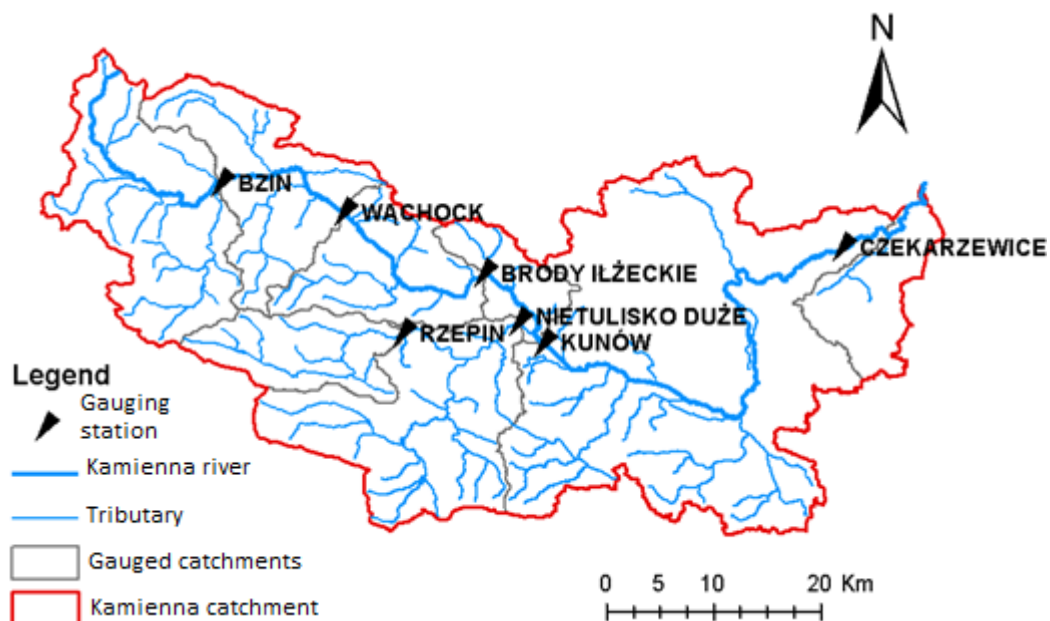 N
BZIN
WĄCHOCK
CZEKARZEWICE
BRODY IŁŻECKIE
NIETULISKO DUŻE
RZEPIN
KUNÓW
Legend
Gauging
station
Kamienna river
Tributary
Gauged catchments
Kamienna catchment
0 5 10 20 Km